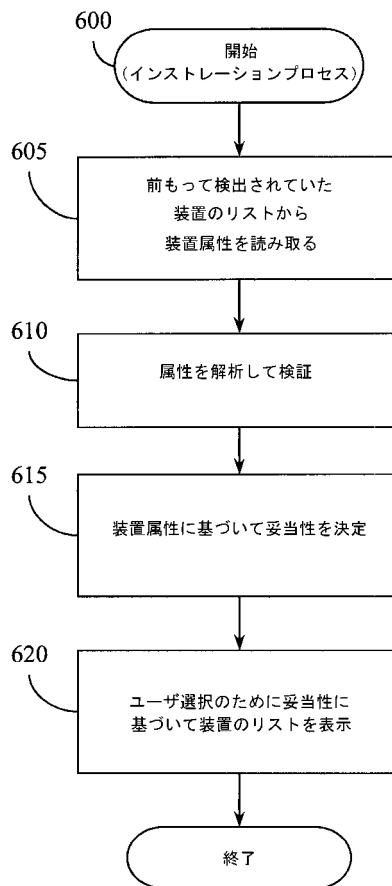 600
開始
(インストレーションプロセス)
605
前もって検出されていた
装置のリストから
装置属性を読み取る
610
属性を解析して検証
615
装置属性に基づいて妥当性を決定
620
ユーザ選択のために妥当性に
基づいて装置のリストを表示
終了